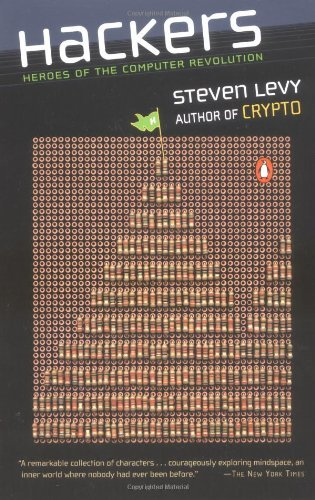 Hackers
HEROES OF THE COMPUTER REVOLUTION
STEVEN LEVY
AUTHOR OF CRYPTO
H
"A remarkable collection of characters . . . courageously exploring mindspace, an
inner world where nobody had ever been before." —THE NEW YORK TIMES